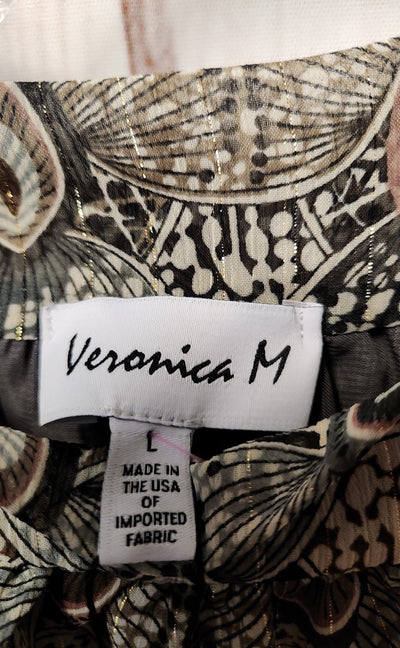 Veronica M
L
MADE IN
THE USA
OF
IMPORTED
FABRIC